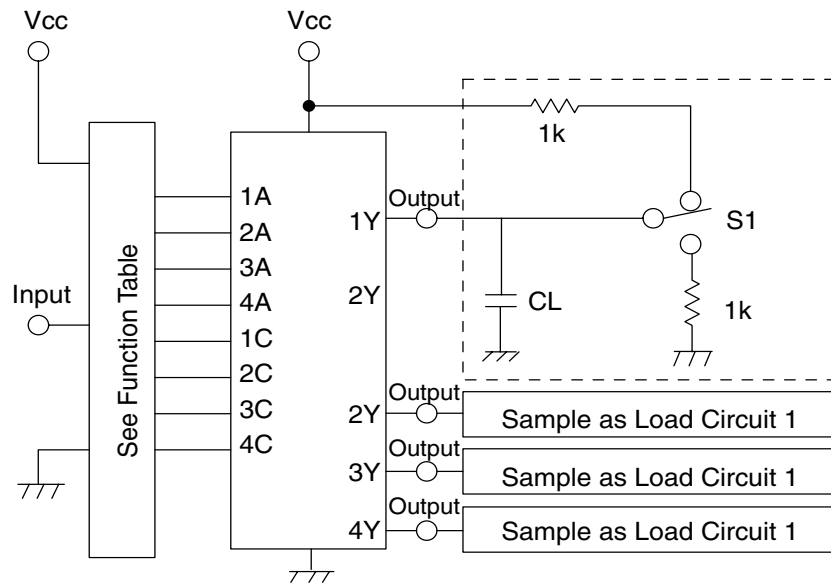 Vcc
Vcc
1k
See Function Table
Input
1A
2A
3A
4A
1C
2C
3C
4C
Output
1Y
S1
2Y
CL
1k
Output
2Y
Sample as Load Circuit 1
Output
3Y
Sample as Load Circuit 1
Output
4Y
Sample as Load Circuit 1